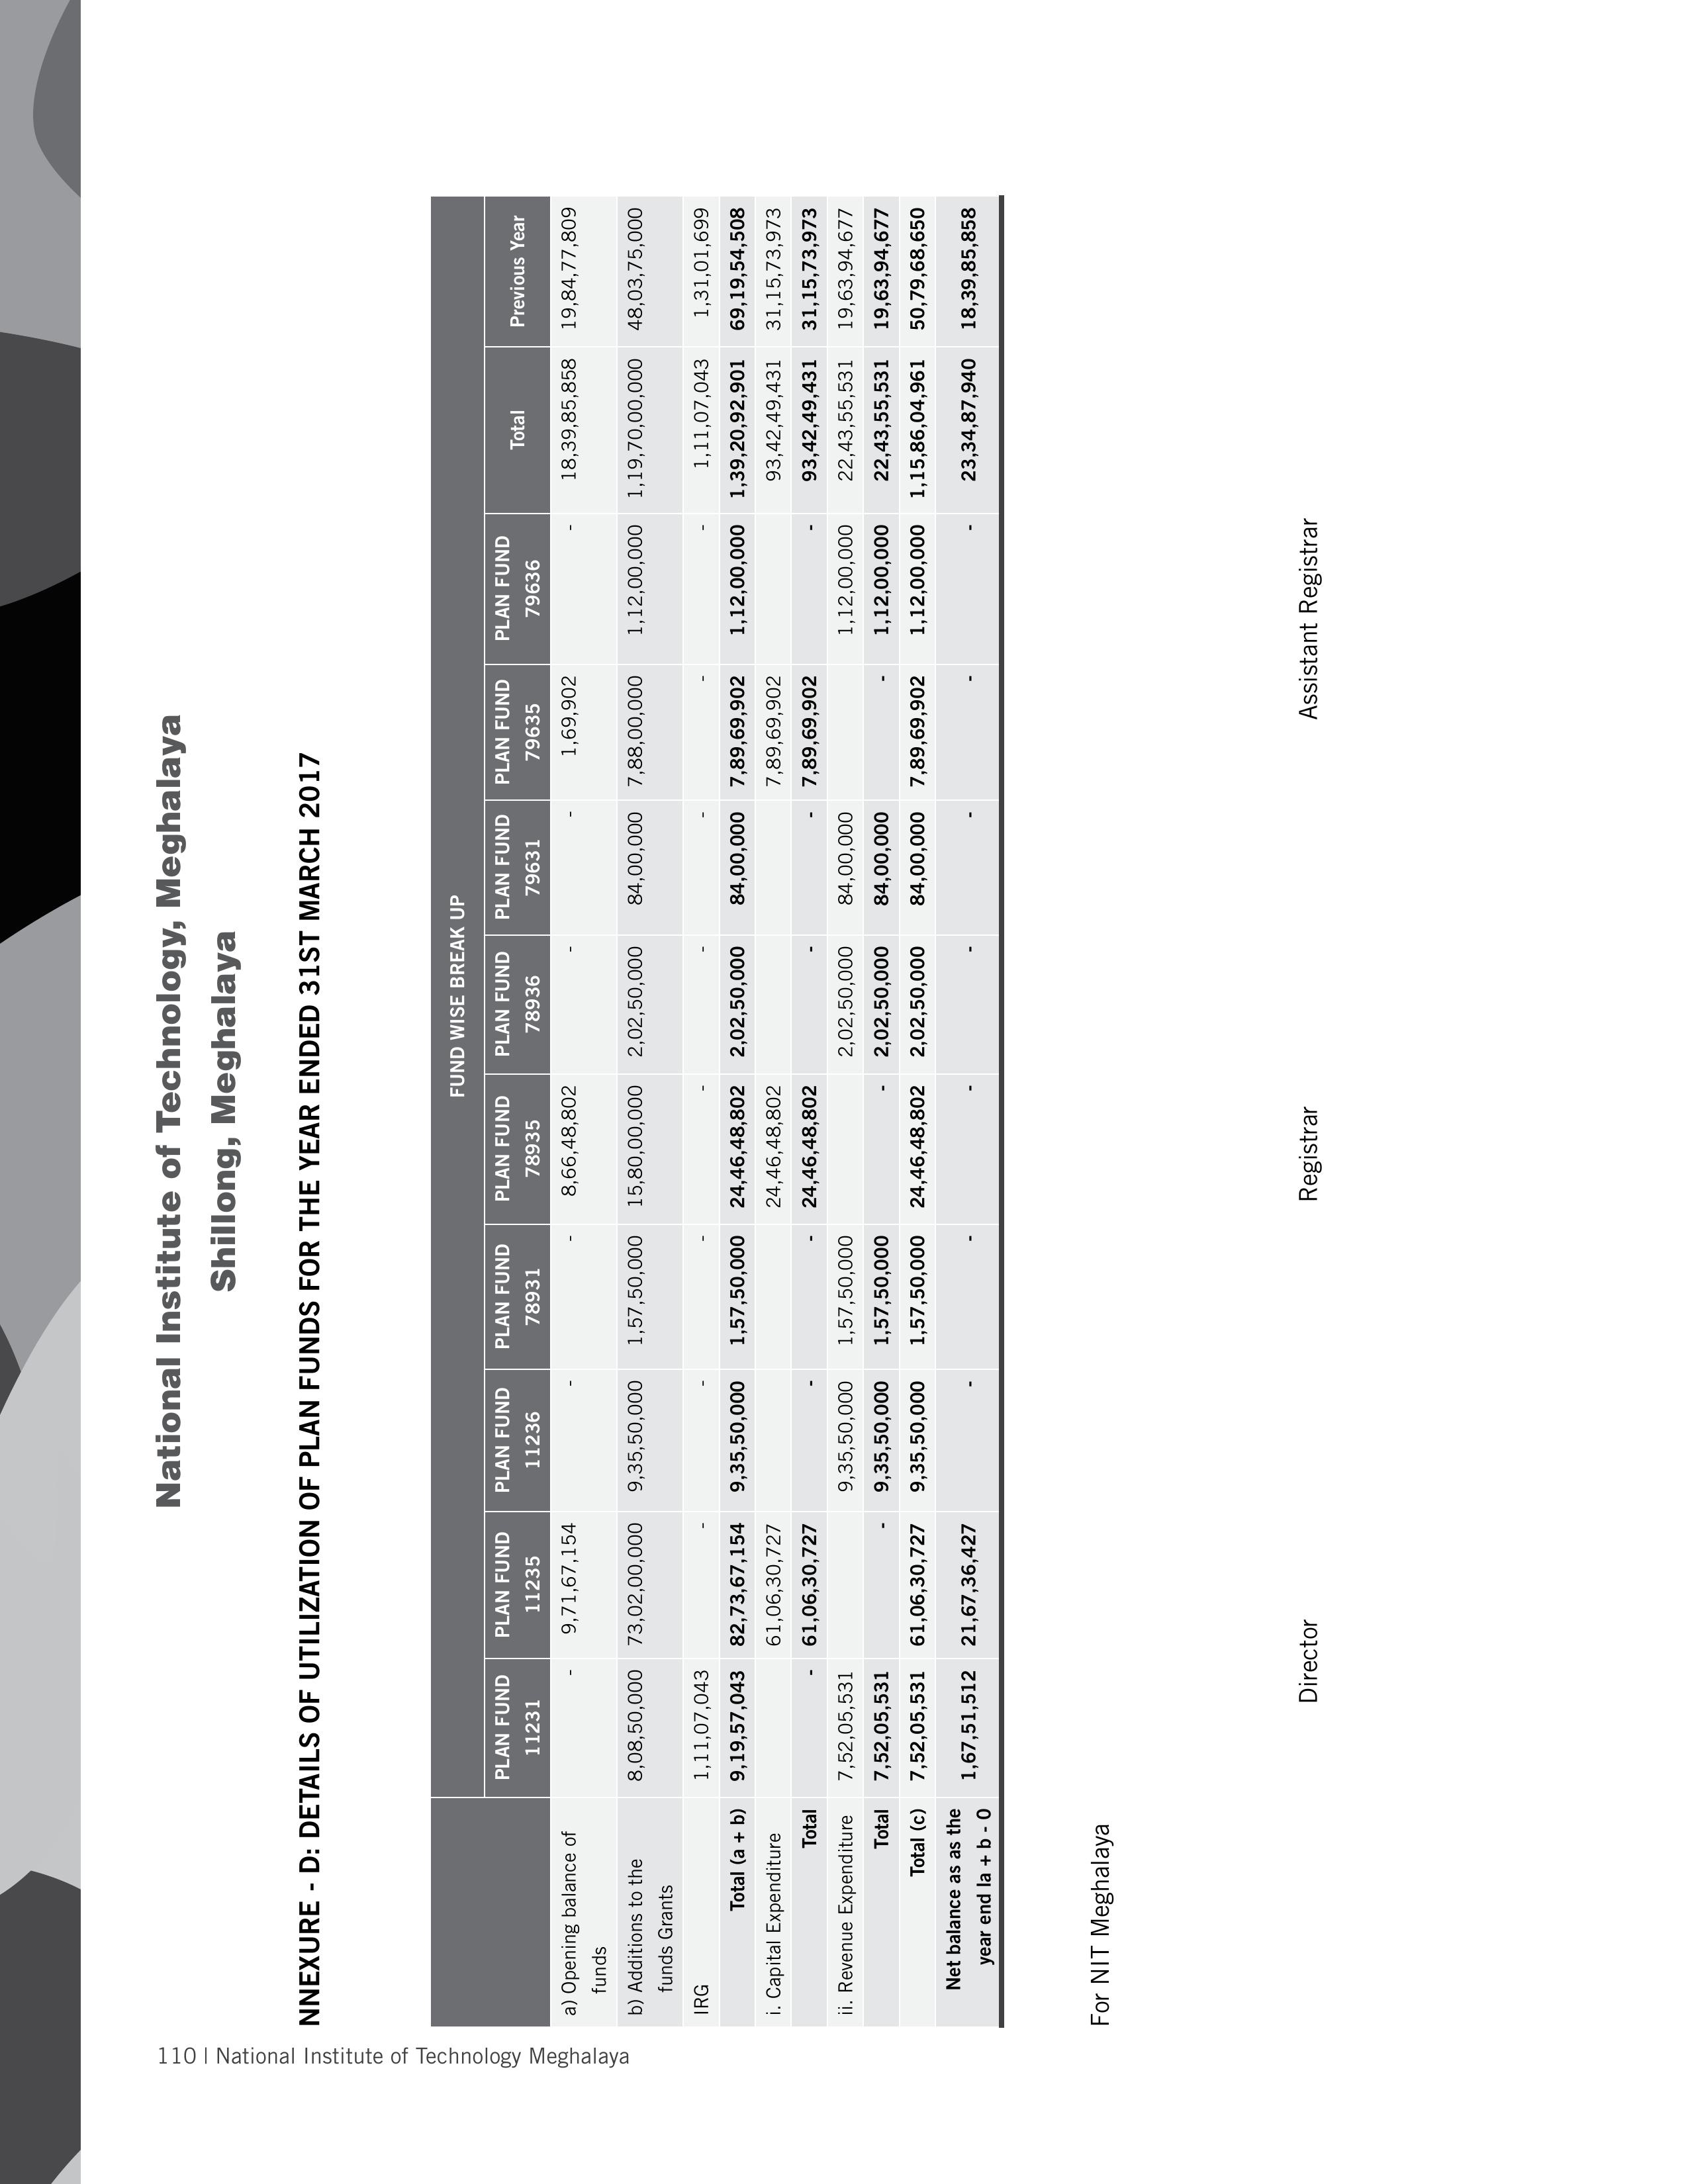 National Institute of Technology, Meghalaya
Shillong, Meghalaya
NNEXURE - D: DETAILS OF UTILIZATION OF PLAN FUNDS FOR THE YEAR ENDED 31ST MARCH 2017
FUND WISE BREAK UP
PLAN FUND 11231 PLAN FUND 11235 PLAN FUND 11236 PLAN FUND 78931 PLAN FUND 78935 PLAN FUND 78936 PLAN FUND 79631 PLAN FUND 79635 PLAN FUND 79636 Total Previous Year
a) Opening balance of funds - 9,71,67,154 - - 8,66,48,802 - - 1,69,902 - 18,39,85,858 19,84,77,809
b) Additions to the funds Grants 8,08,50,000 73,02,00,000 9,35,50,000 1,57,50,000 15,80,00,000 2,02,50,000 84,00,000 7,88,00,000 1,12,00,000 1,19,70,00,000 48,03,75,000
IRG 1,11,07,043 - - - - - - - - 1,11,07,043 1,31,01,699
Total (a + b) 9,19,57,043 82,73,67,154 9,35,50,000 1,57,50,000 24,46,48,802 2,02,50,000 84,00,000 7,89,69,902 1,12,00,000 1,39,20,92,901 69,19,54,508
i. Capital Expenditure 61,06,30,727 24,46,48,802 7,89,69,902 93,42,49,431 31,15,73,973
Total - 61,06,30,727 - - 24,46,48,802 - - 7,89,69,902 - 93,42,49,431 31,15,73,973
ii. Revenue Expenditure 7,52,05,531 9,35,50,000 1,57,50,000 2,02,50,000 84,00,000 1,12,00,000 22,43,55,531 19,63,94,677
Total 7,52,05,531 - 9,35,50,000 1,57,50,000 - 2,02,50,000 84,00,000 - 1,12,00,000 22,43,55,531 19,63,94,677
Total (c) 7,52,05,531 61,06,30,727 9,35,50,000 1,57,50,000 24,46,48,802 2,02,50,000 84,00,000 7,89,69,902 1,12,00,000 1,15,86,04,961 50,79,68,650
Net balance as as the year end Ia + b - 0 1,67,51,512 21,67,36,427 - - - - - - - 23,34,87,940 18,39,85,858
For NIT Meghalaya
Director Registrar Assistant Registrar
110 | National Institute of Technology Meghalaya